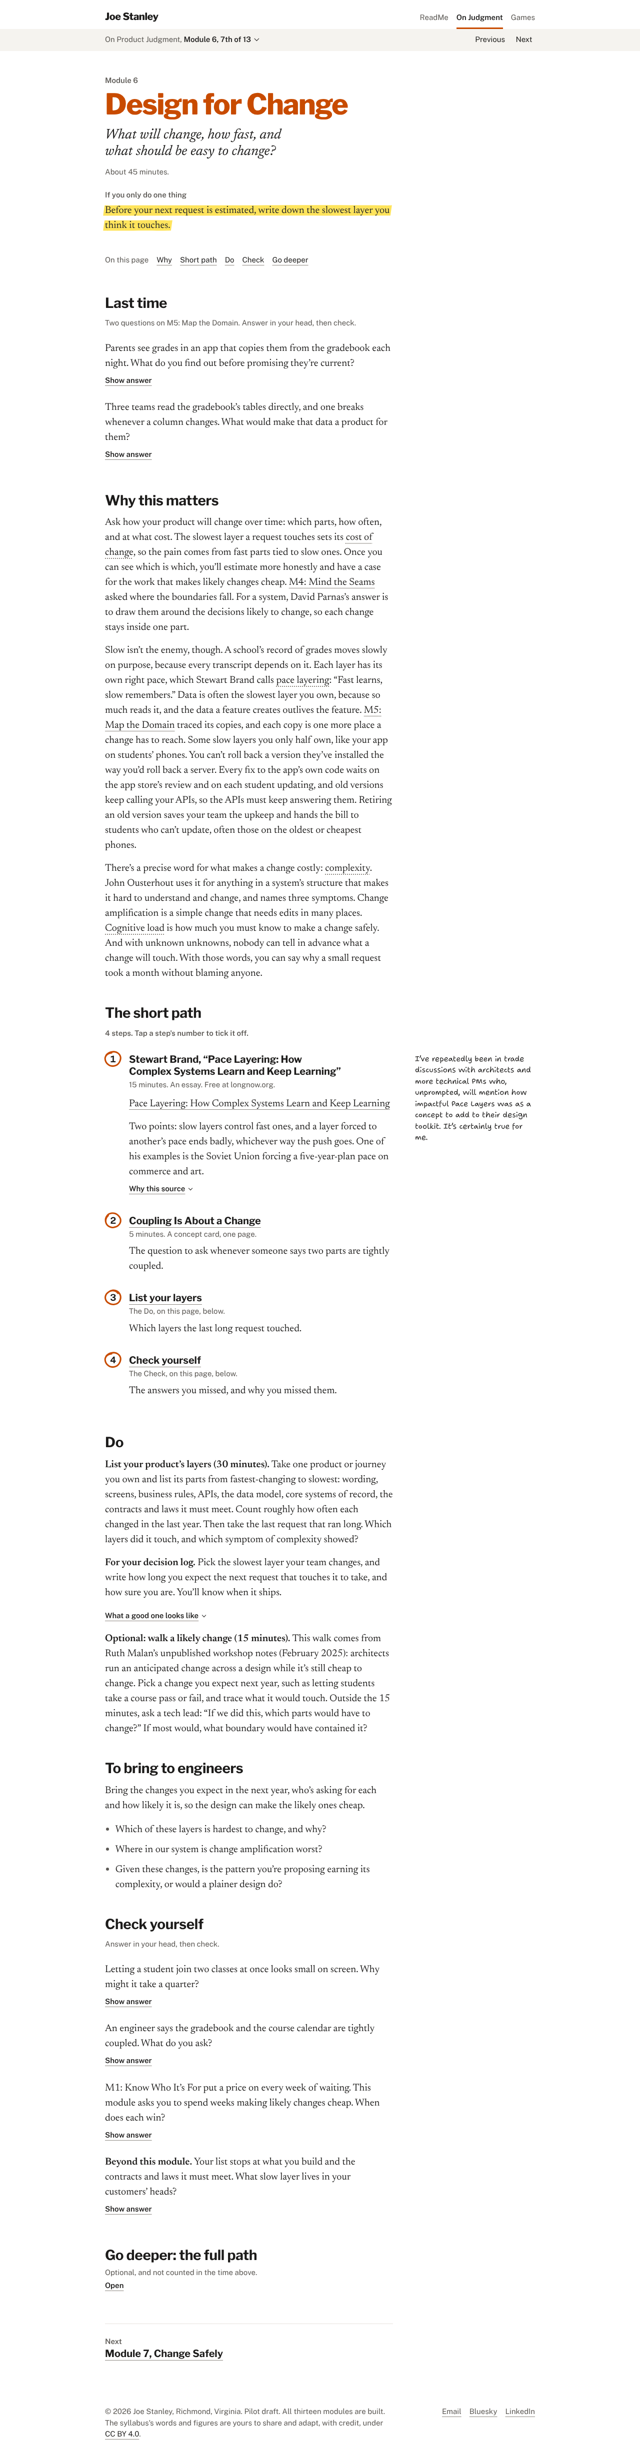 Joe Stanley
ReadMe On Judgment Games
On Product Judgment, Module 6, 7th of 13
Previous Next
Module 6
Design for Change
What will change, how fast, and
what should be easy to change?
About 45 minutes.
If you only do one thing
Before your next request is estimated, write down the slowest layer you
think it touches.
On this page Why Short path Do Check Go deeper
Last time
Two questions on M5: Map the Domain. Answer in your head, then check.
Parents see grades in an app that copies them from the gradebook each
night. What do you find out before promising they’re current?
Show answer
Three teams read the gradebook’s tables directly, and one breaks
whenever a column changes. What would make that data a product for
them?
Show answer
Why this matters
Ask how your product will change over time: which parts, how often,
and at what cost. The slowest layer a request touches sets its cost of
change, so the pain comes from fast parts tied to slow ones. Once you
can see which is which, you’ll estimate more honestly and have a case
for the work that makes likely changes cheap. M4: Mind the Seams
asked where the boundaries fall. For a system, David Parnas’s answer is
to draw them around the decisions likely to change, so each change
stays inside one part.
Slow isn’t the enemy, though. A school’s record of grades moves slowly
on purpose, because every transcript depends on it. Each layer has its
own right pace, which Stewart Brand calls pace layering: “Fast learns,
slow remembers.” Data is often the slowest layer you own, because so
much reads it, and the data a feature creates outlives the feature. M5:
Map the Domain traced its copies, and each copy is one more place a
change has to reach. Some slow layers you only half own, like your app
on students’ phones. You can’t roll back a version they’ve installed the
way you’d roll back a server. Every fix to the app’s own code waits on
the app store’s review and on each student updating, and old versions
keep calling your APIs, so the APIs must keep answering them. Retiring
an old version saves your team the upkeep and hands the bill to
students who can’t update, often those on the oldest or cheapest
phones.
There’s a precise word for what makes a change costly: complexity.
John Ousterhout uses it for anything in a system’s structure that makes
it hard to understand and change, and names three symptoms. Change
amplification is a simple change that needs edits in many places.
Cognitive load is how much you must know to make a change safely.
And with unknown unknowns, nobody can tell in advance what a
change will touch. With those words, you can say why a small request
took a month without blaming anyone.
The short path
4 steps. Tap a step’s number to tick it off.
1 Stewart Brand, “Pace Layering: How
Complex Systems Learn and Keep Learning”
15 minutes. An essay. Free at longnow.org.
Pace Layering: How Complex Systems Learn and Keep Learning
Two points: slow layers control fast ones, and a layer forced to
another’s pace ends badly, whichever way the push goes. One of
his examples is the Soviet Union forcing a five-year-plan pace on
commerce and art.
Why this source
I’ve repeatedly been in trade
discussions with architects and
more technical PMs who,
unprompted, will mention how
impactful Pace Layers was as a
concept to add to their design
toolkit. It’s certainly true for
me.
2 Coupling Is About a Change
5 minutes. A concept card, one page.
The question to ask whenever someone says two parts are tightly
coupled.
3 List your layers
The Do, on this page, below.
Which layers the last long request touched.
4 Check yourself
The Check, on this page, below.
The answers you missed, and why you missed them.
Do
List your product’s layers (30 minutes). Take one product or journey
you own and list its parts from fastest-changing to slowest: wording,
screens, business rules, APIs, the data model, core systems of record, the
contracts and laws it must meet. Count roughly how often each
changed in the last year. Then take the last request that ran long. Which
layers did it touch, and which symptom of complexity showed?
For your decision log. Pick the slowest layer your team changes, and
write how long you expect the next request that touches it to take, and
how sure you are. You’ll know when it ships.
What a good one looks like
Optional: walk a likely change (15 minutes). This walk comes from
Ruth Malan’s unpublished workshop notes (February 2025): architects
run an anticipated change across a design while it’s still cheap to
change. Pick a change you expect next year, such as letting students
take a course pass or fail, and trace what it would touch. Outside the 15
minutes, ask a tech lead: “If we did this, which parts would have to
change?” If most would, what boundary would have contained it?
To bring to engineers
Bring the changes you expect in the next year, who’s asking for each
and how likely it is, so the design can make the likely ones cheap.
• Which of these layers is hardest to change, and why?
• Where in our system is change amplification worst?
• Given these changes, is the pattern you’re proposing earning its
complexity, or would a plainer design do?
Check yourself
Answer in your head, then check.
Letting a student join two classes at once looks small on screen. Why
might it take a quarter?
Show answer
An engineer says the gradebook and the course calendar are tightly
coupled. What do you ask?
Show answer
M1: Know Who It’s For put a price on every week of waiting. This
module asks you to spend weeks making likely changes cheap. When
does each win?
Show answer
Beyond this module. Your list stops at what you build and the
contracts and laws it must meet. What slow layer lives in your
customers’ heads?
Show answer
Go deeper: the full path
Optional, and not counted in the time above.
Open
Next
Module 7, Change Safely
© 2026 Joe Stanley, Richmond, Virginia. Pilot draft. All thirteen modules are built.
The syllabus’s words and figures are yours to share and adapt, with credit, under
CC BY 4.0.
Email Bluesky LinkedIn